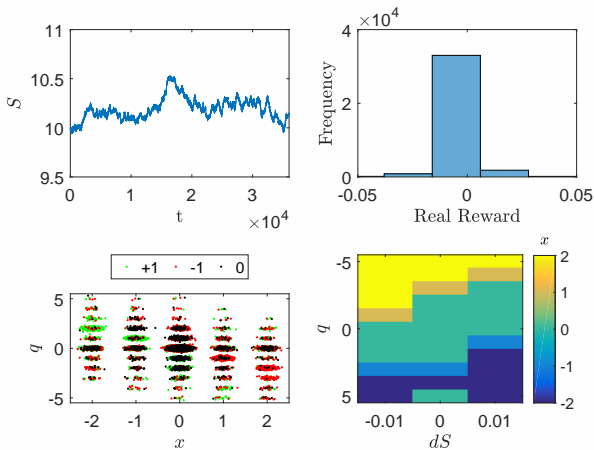 11
10.5
10
9.5
S
0 1 2 3
t
×10⁴
×10⁴
4
2
0
Frequency
-0.05 0 0.05
Real Reward
+1 -1 0
5
0
-5
q
-2 -1 0 1 2
x
-5
0
5
q
-0.01 0 0.01
dS
x
2
1
0
-1
-2